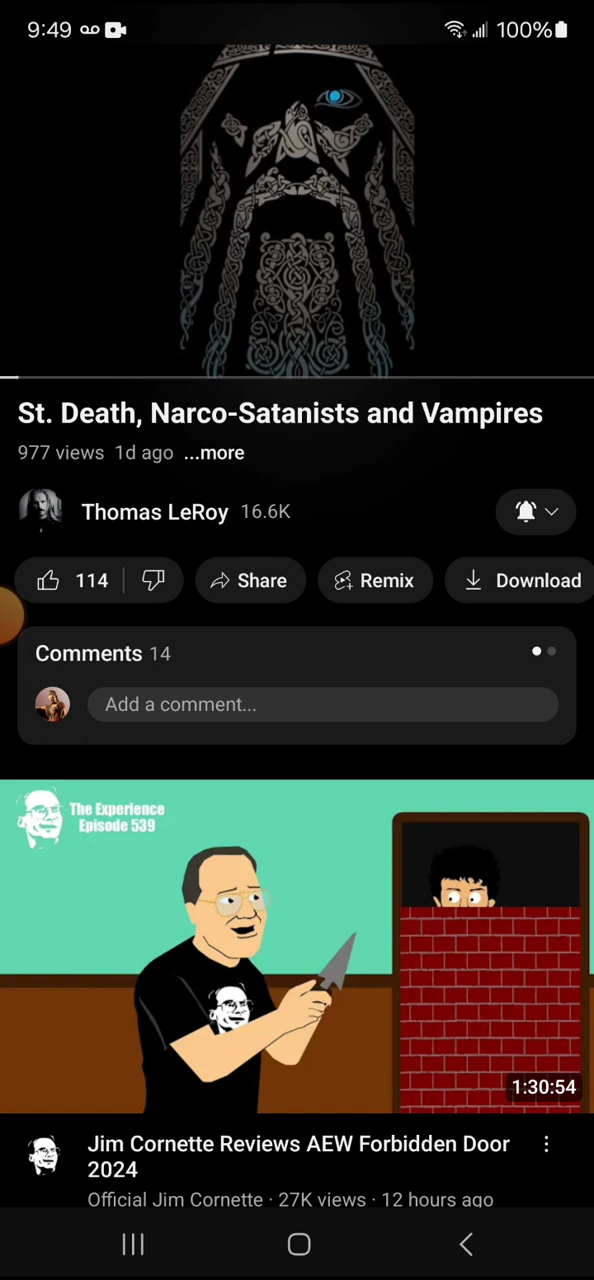 9:49
100%
St. Death, Narco-Satanists and Vampires
977 views 1d ago ...more
Thomas LeRoy 16.6K
114
Share
Remix
Download
Comments 14
Add a comment...
The Experience
Episode 539
1:30:54
Jim Cornette Reviews AEW Forbidden Door
2024
Official Jim Cornette · 27K views · 12 hours ago